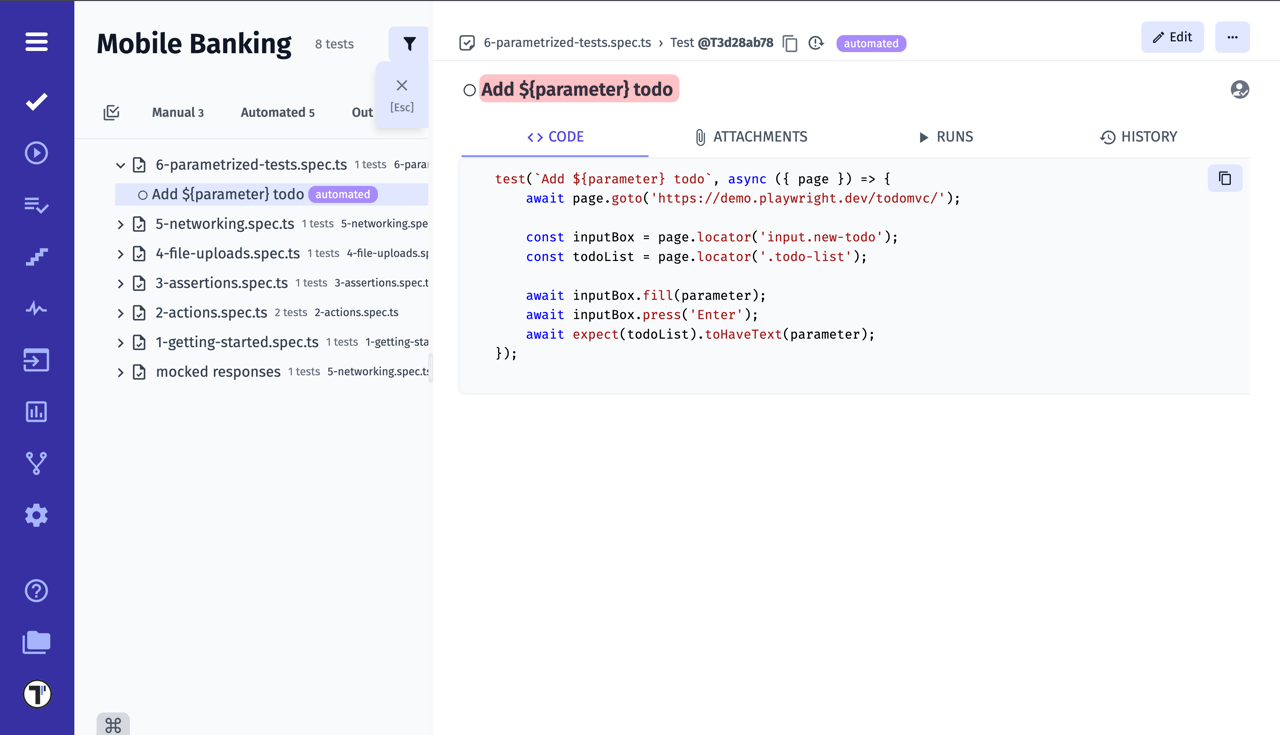 Mobile Banking 8 tests
[Esc]
Manual 3 Automated 5 Out
6-parametrized-tests.spec.ts 1 tests 6-parar
Add ${parameter} todo automated
5-networking.spec.ts 1 tests 5-networking.spe
4-file-uploads.spec.ts 1 tests 4-file-uploads.sp
3-assertions.spec.ts 1 tests 3-assertions.spec.t
2-actions.spec.ts 2 tests 2-actions.spec.ts
1-getting-started.spec.ts 1 tests 1-getting-sta
mocked responses 1 tests 5-networking.spec.ts
⌘
6-parametrized-tests.spec.ts › Test @T3d28ab78 automated
Edit ...
Add ${parameter} todo
<> CODE ATTACHMENTS RUNS HISTORY
test(`Add ${parameter} todo`, async ({ page }) => {
await page.goto('https://demo.playwright.dev/todomvc/');
const inputBox = page.locator('input.new-todo');
const todoList = page.locator('.todo-list');
await inputBox.fill(parameter);
await inputBox.press('Enter');
await expect(todoList).toHaveText(parameter);
});